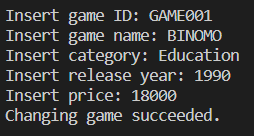 Insert game ID: GAME001
Insert game name: BINOMO
Insert category: Education
Insert release year: 1990
Insert price: 18000
Changing game succeeded.